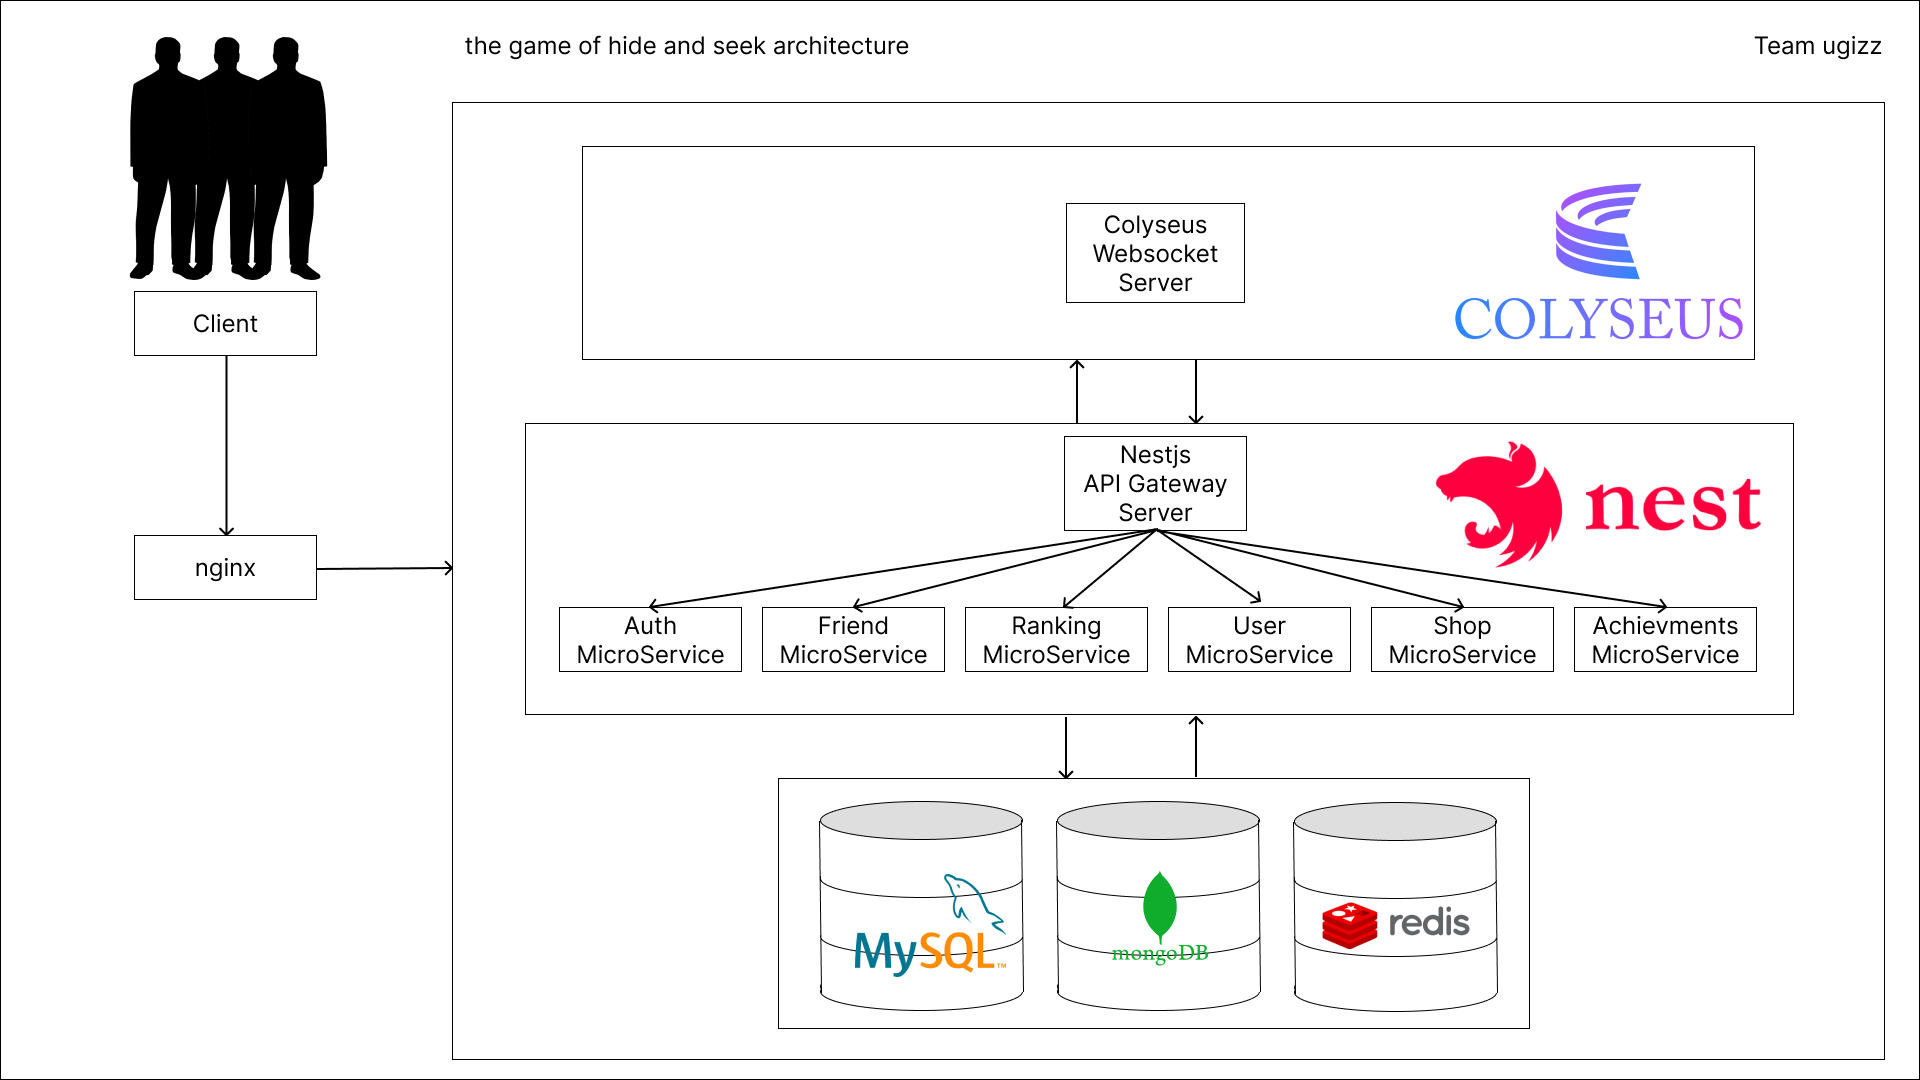 the game of hide and seek architecture
Team ugizz
Client
nginx
Colyseus
Websocket
Server
COLYSEUS
Nestjs
API Gateway
Server
nest
Auth
MicroService
Friend
MicroService
Ranking
MicroService
User
MicroService
Shop
MicroService
Achievments
MicroService
MySQL™
mongoDB
redis